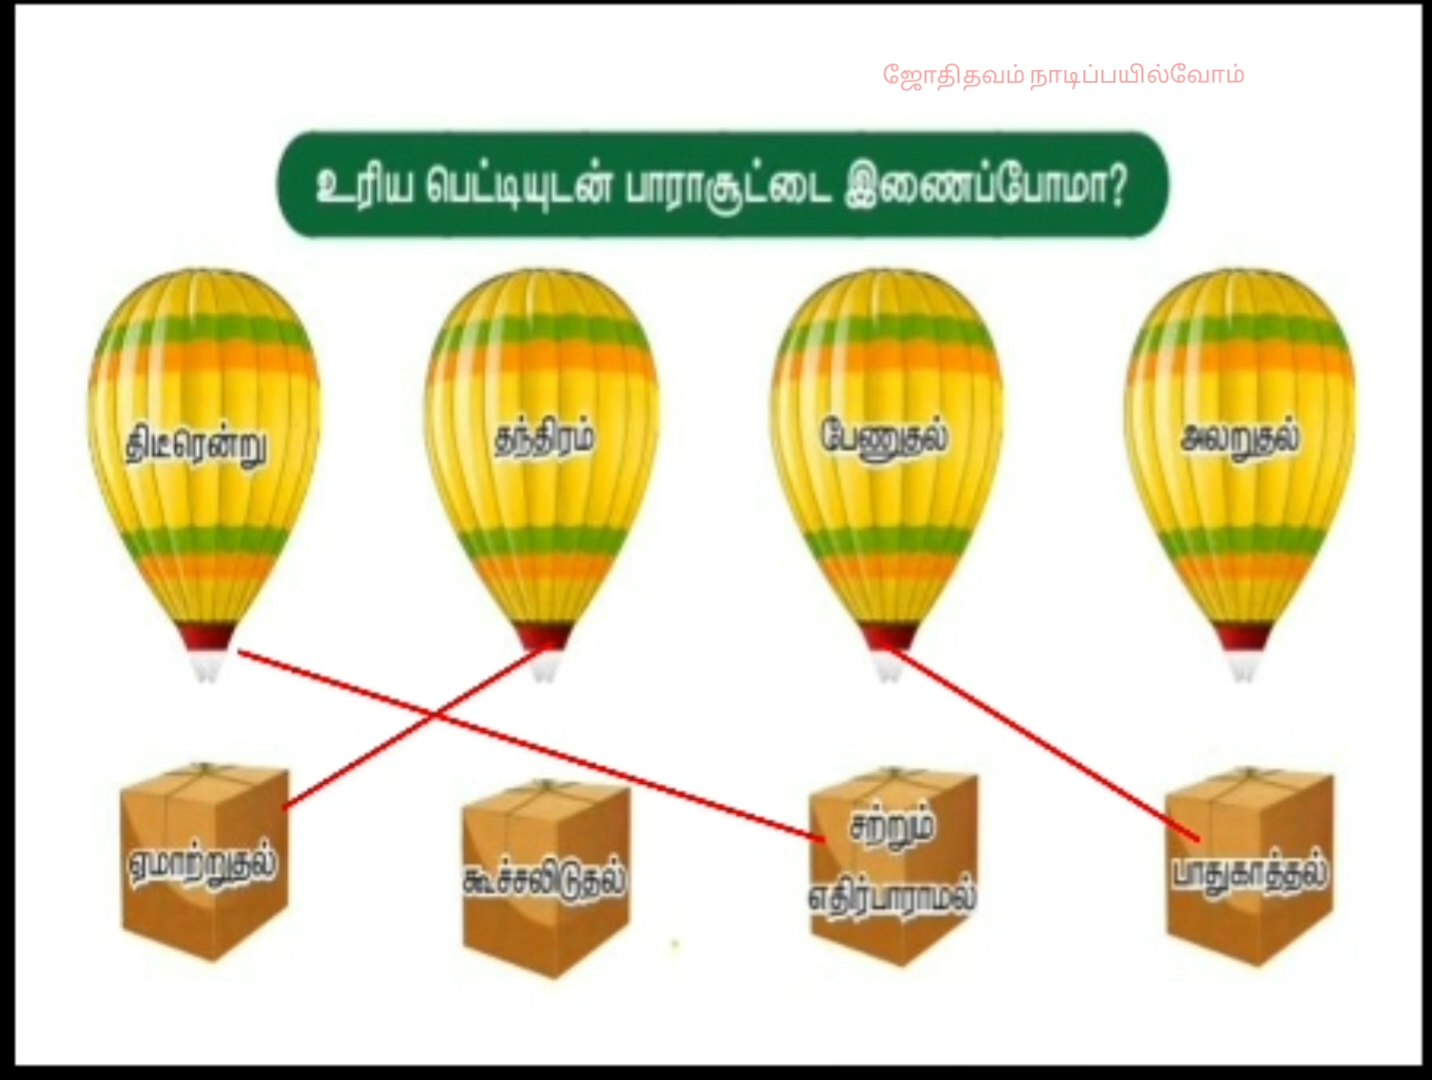 ஜோதிதவம் நாடிப்பயில்வோம்
உரிய பெட்டியுடன் பாராசூட்டை இணைப்போமா?
திடீரென்று
தந்திரம்
பேணுதல்
அலறுதல்
ஏமாற்றுதல்
கூச்சலிடுதல்
சற்றும்
எதிர்பாராமல்
பாதுகாத்தல்